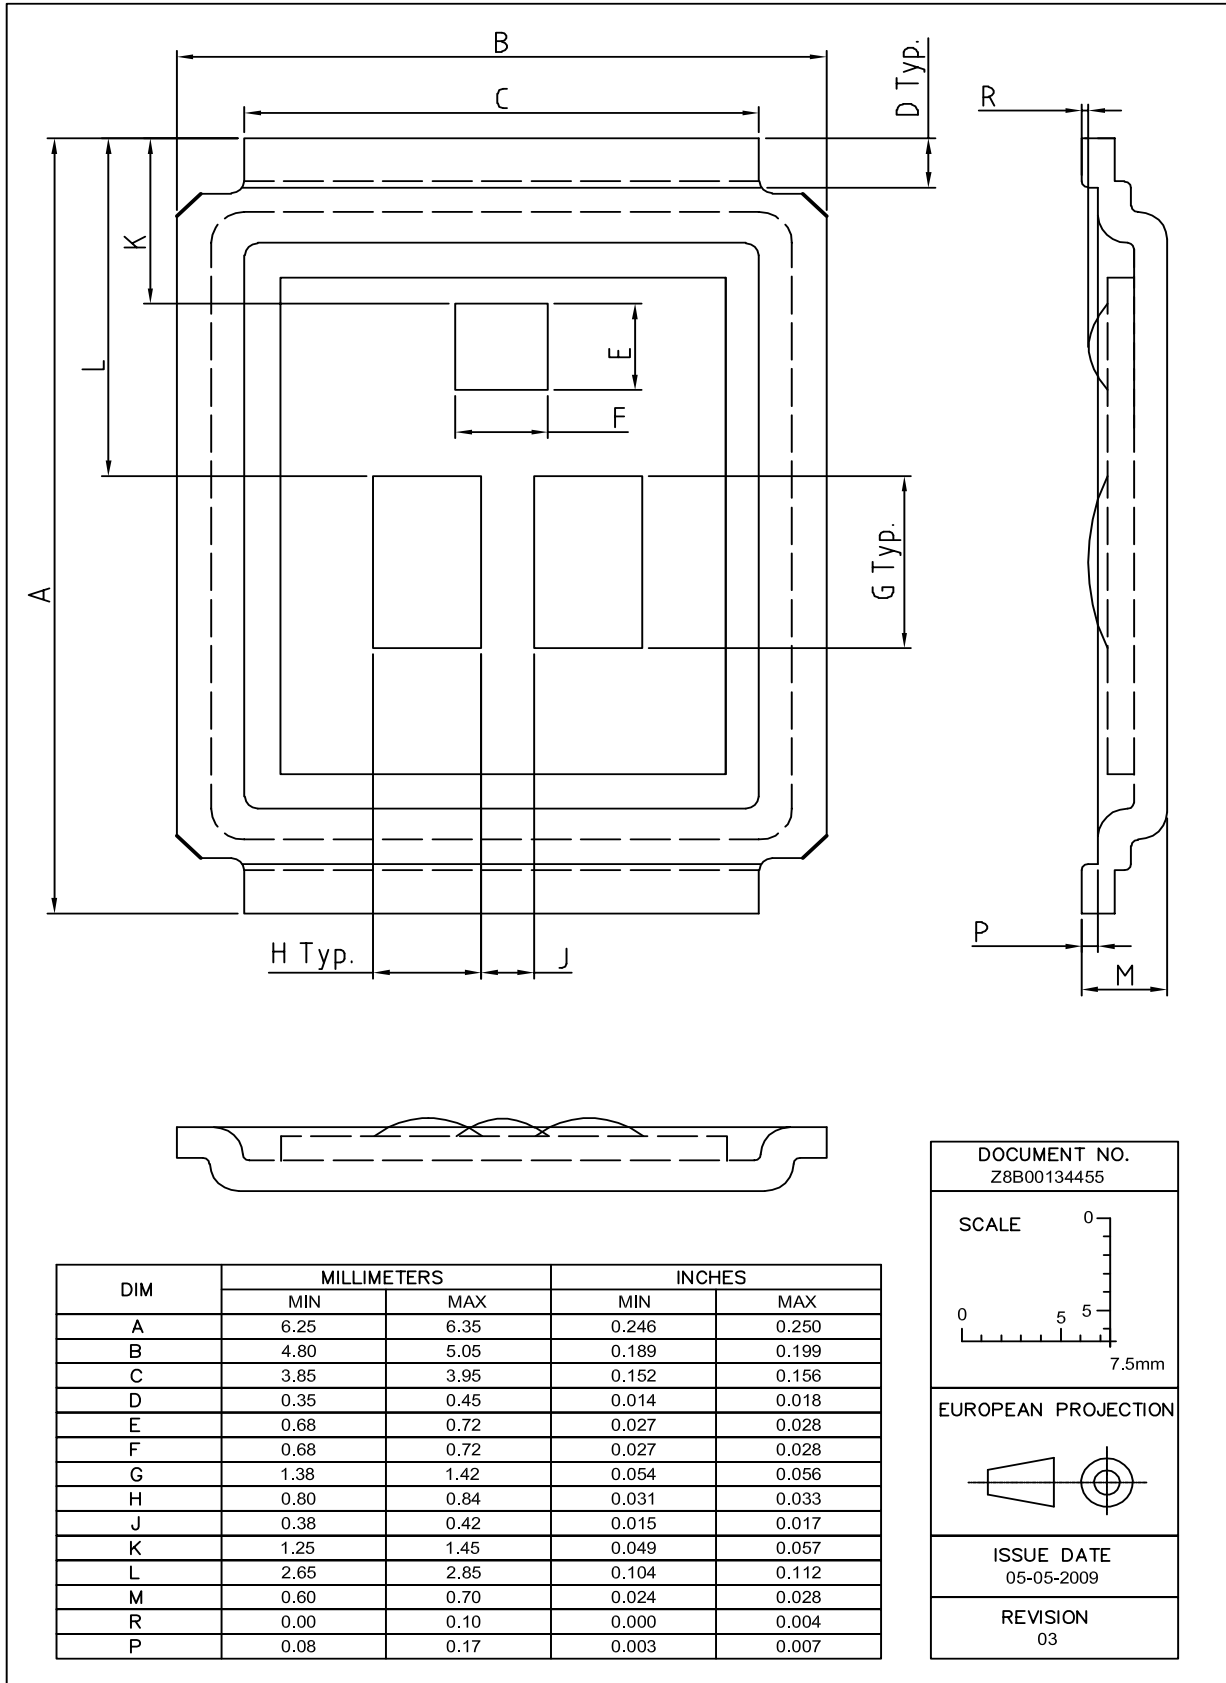 B
C
D Typ.
R
K
L
E
F
A
G Typ.
H Typ.
J
P
M
DOCUMENT NO.
Z8B00134455
SCALE
0
0 5 5
7.5mm
EUROPEAN PROJECTION
ISSUE DATE
05-05-2009
REVISION
03
DIM MILLIMETERS INCHES
MIN MAX MIN MAX
A 6.25 6.35 0.246 0.250
B 4.80 5.05 0.189 0.199
C 3.85 3.95 0.152 0.156
D 0.35 0.45 0.014 0.018
E 0.68 0.72 0.027 0.028
F 0.68 0.72 0.027 0.028
G 1.38 1.42 0.054 0.056
H 0.80 0.84 0.031 0.033
J 0.38 0.42 0.015 0.017
K 1.25 1.45 0.049 0.057
L 2.65 2.85 0.104 0.112
M 0.60 0.70 0.024 0.028
R 0.00 0.10 0.000 0.004
P 0.08 0.17 0.003 0.007